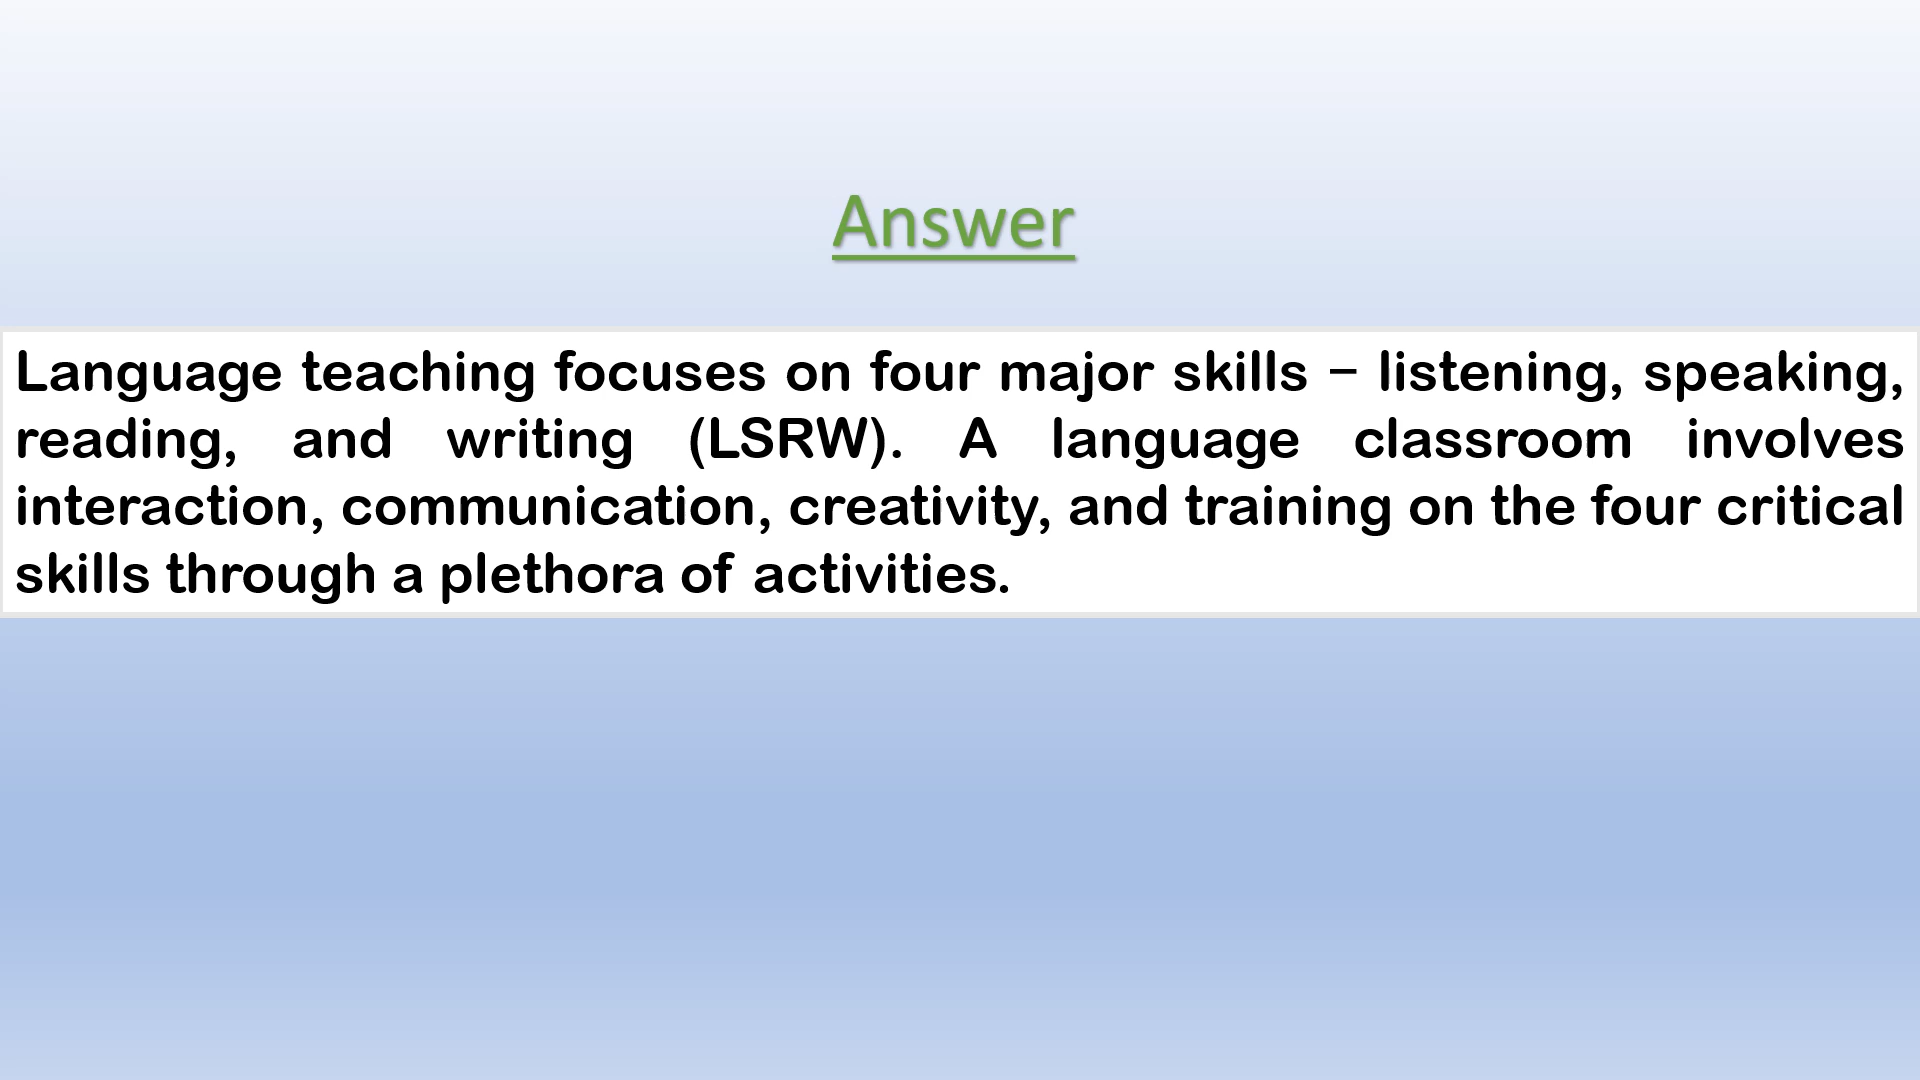 Answer
Language teaching focuses on four major skills – listening, speaking,
reading, and writing (LSRW). A language classroom involves
interaction, communication, creativity, and training on the four critical
skills through a plethora of activities.